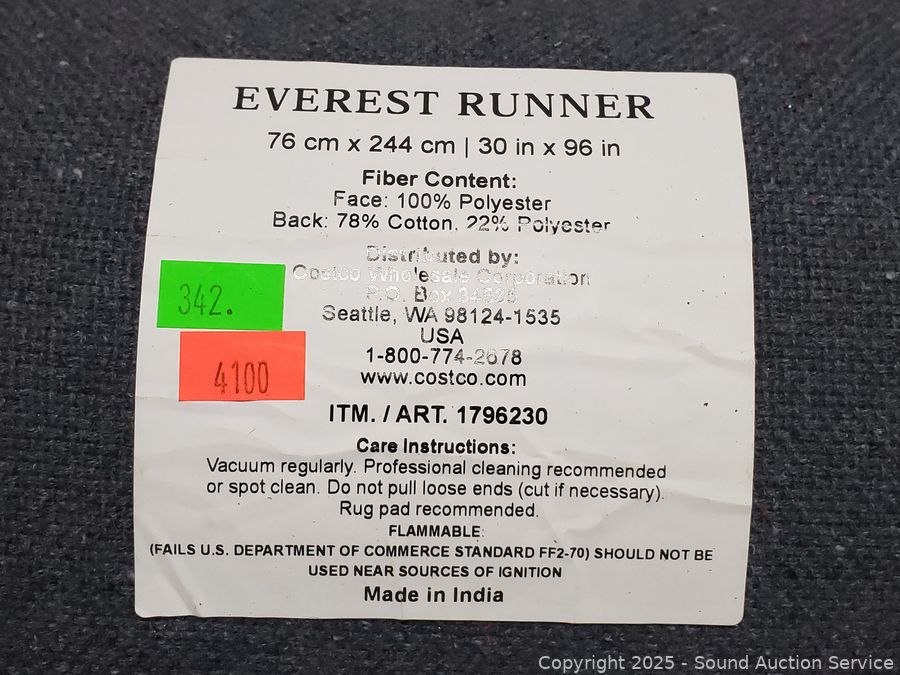 EVEREST RUNNER
76 cm x 244 cm | 30 in x 96 in
Fiber Content:
Face: 100% Polyester
Back: 78% Cotton, 22% Polyester
Distributed by:
Costco Wholesale Corporation
P.O. Box
Seattle, WA 98124-1535
USA
1-800-774-2678
www.costco.com
342.
4100
ITM. / ART. 1796230
Care Instructions:
Vacuum regularly. Professional cleaning recommended
or spot clean. Do not pull loose ends (cut if necessary).
Rug pad recommended.
FLAMMABLE
(FAILS U.S. DEPARTMENT OF COMMERCE STANDARD FF2-70) SHOULD NOT BE
USED NEAR SOURCES OF IGNITION
Made in India
Copyright 2025 - Sound Auction Service